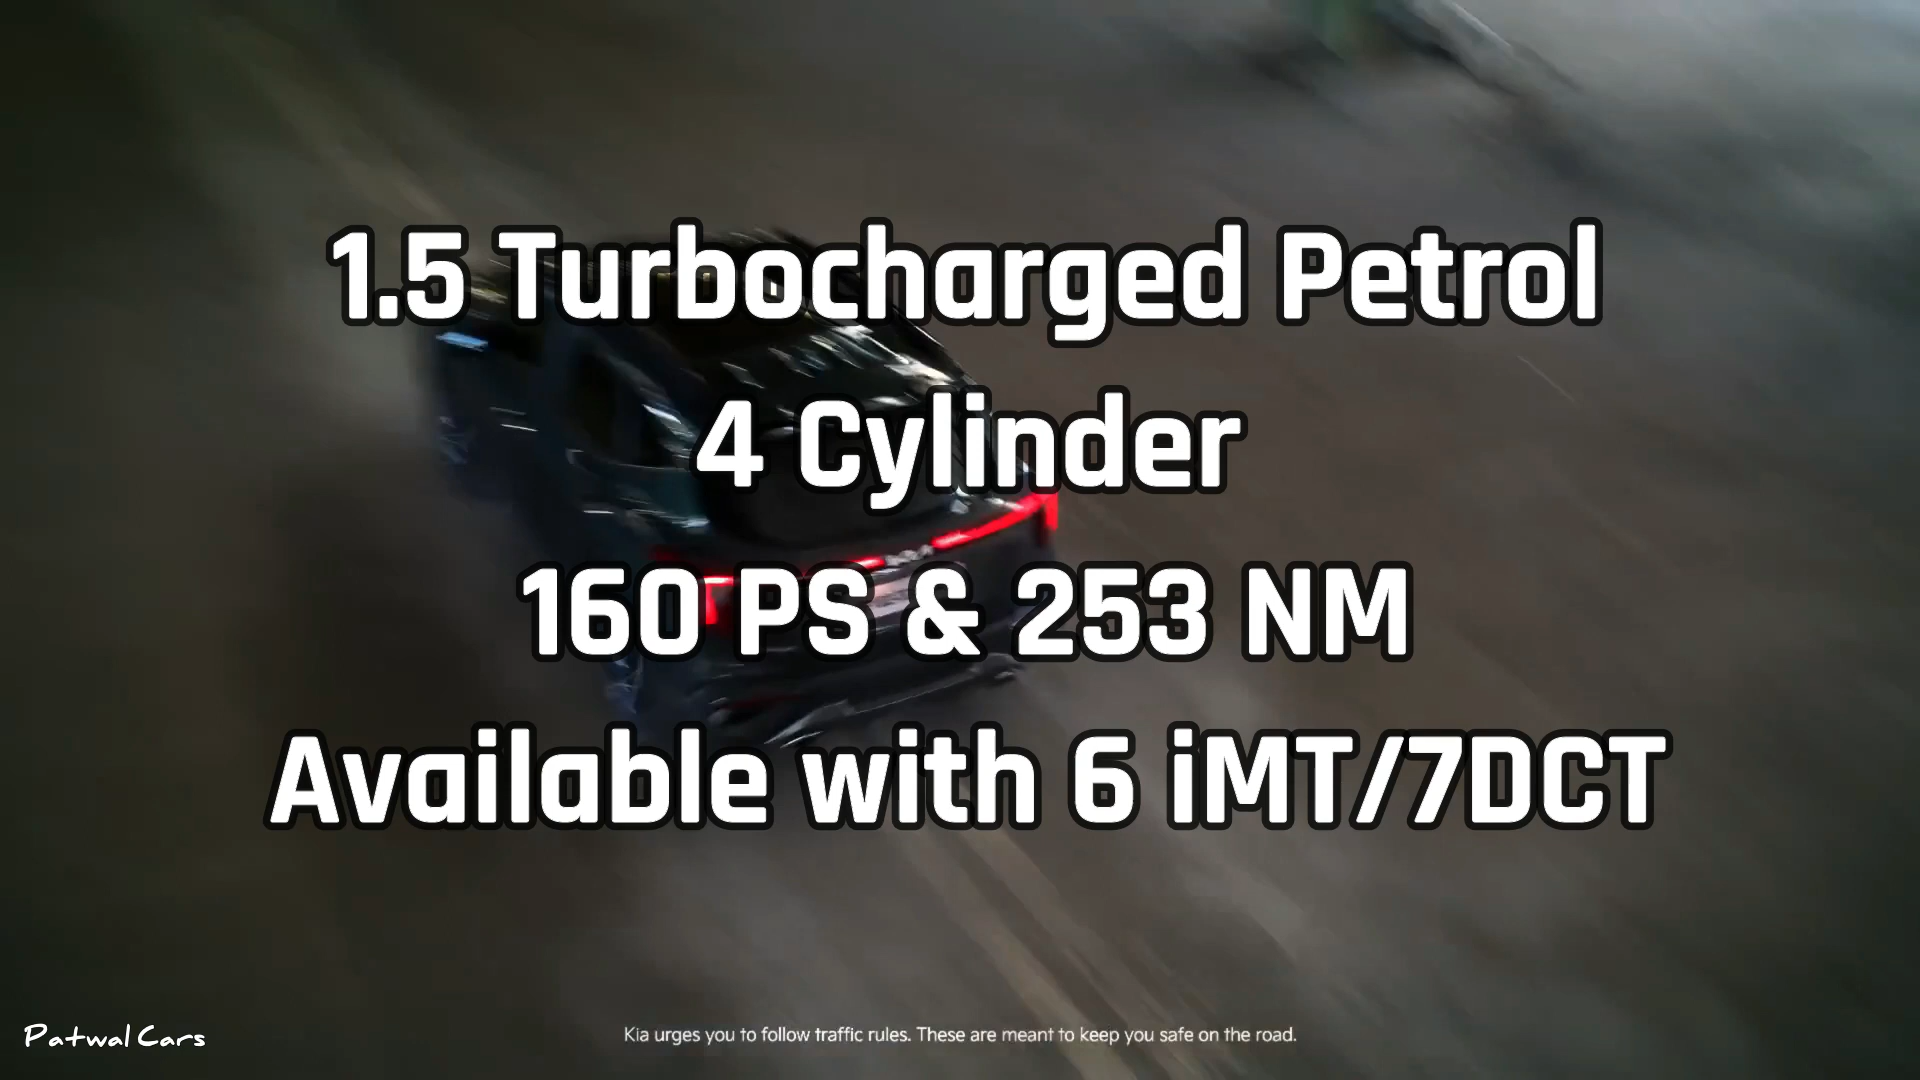 1.5 Turbocharged Petrol
4 Cylinder
160 PS & 253 NM
Available with 6 iMT/7DCT
Patwal Cars
Kia urges you to follow traffic rules. These are meant to keep you safe on the road.